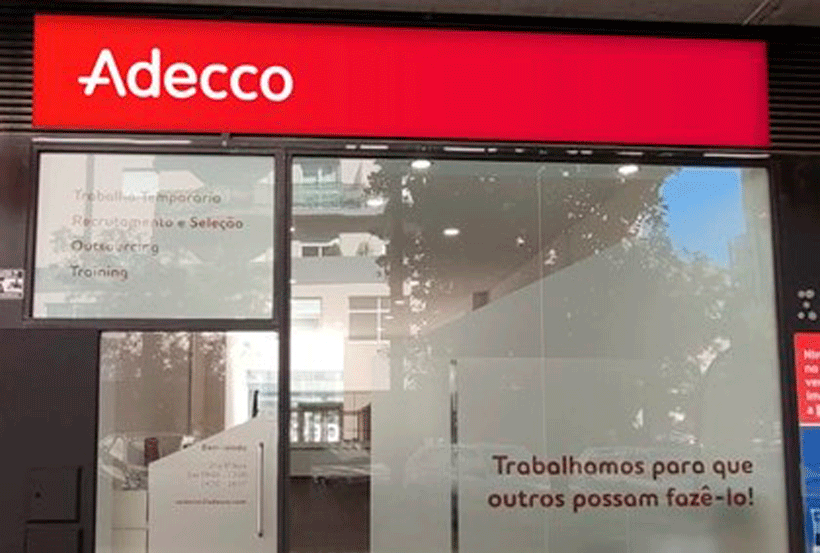 Adecco
Trabalho Temporário
Recrutamento e Seleção
Outsourcing
Training
Trabalhamos para que
outros possam fazê-lo!